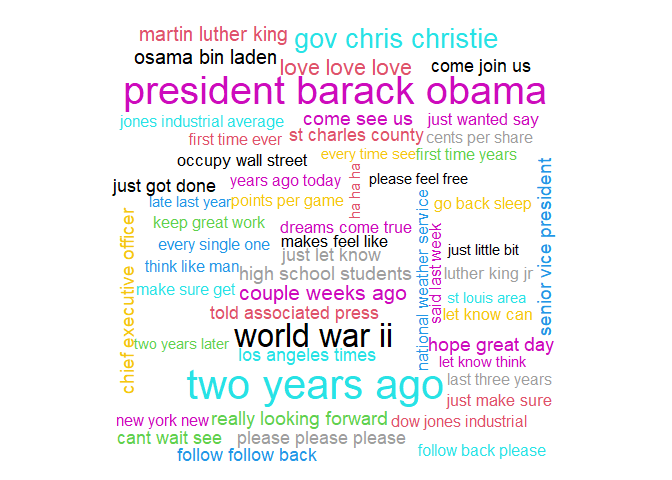 martin luther king
gov chris christie
osama bin laden
love love love
come join us
president barack obama
jones industrial average
come see us
just wanted say
first time ever
st charles county
cents per share
occupy wall street
every time see
first time years
just got done
years ago today
ha ha ha
please feel free
late last year
points per game
go back sleep
keep great work
dreams come true
every single one
makes feel like
just little bit
think like man
just let know
high school students
luther king jr
make sure get
couple weeks ago
st louis area
told associated press
let know can
chief executive officer
national weather service
said last week
senior vice president
world war ii
two years later
los angeles times
hope great day
let know think
two years ago
last three years
just make sure
new york new
really looking forward
dow jones industrial
cant wait see
please please please
follow follow back
follow back please